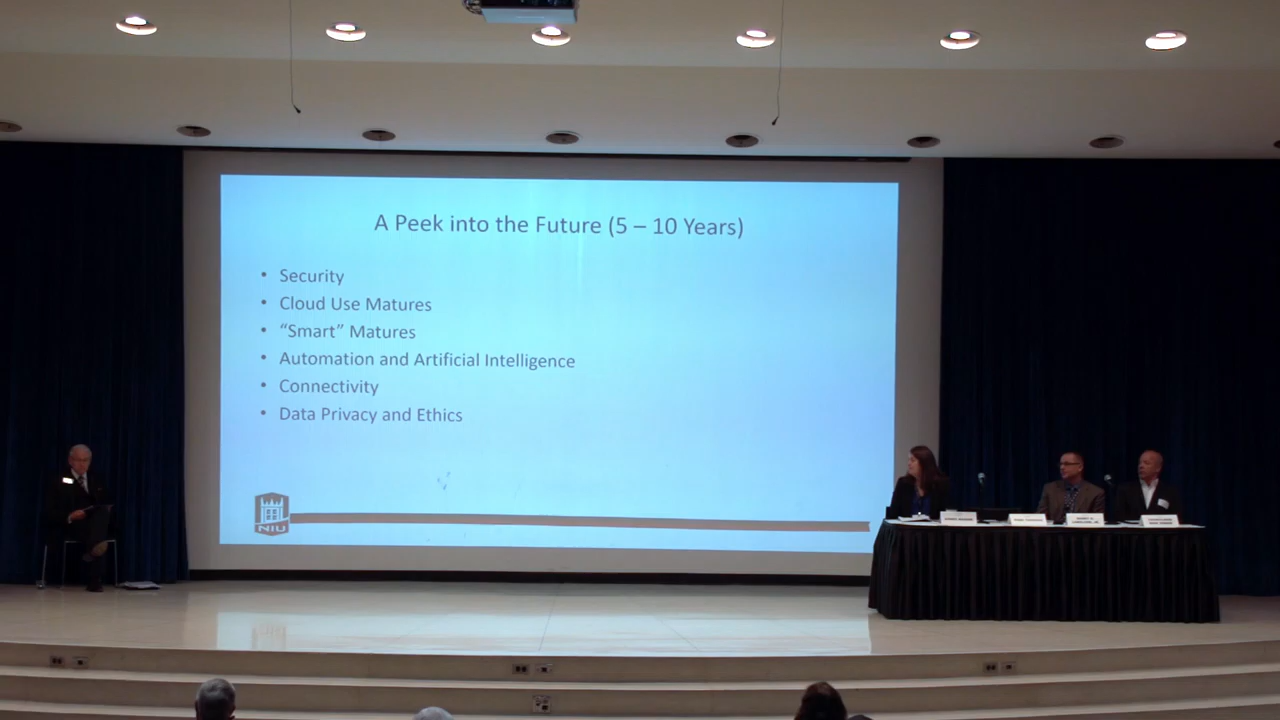 A Peek into the Future (5 – 10 Years)
• Security
• Cloud Use Matures
• “Smart” Matures
• Automation and Artificial Intelligence
• Connectivity
• Data Privacy and Ethics
NIU